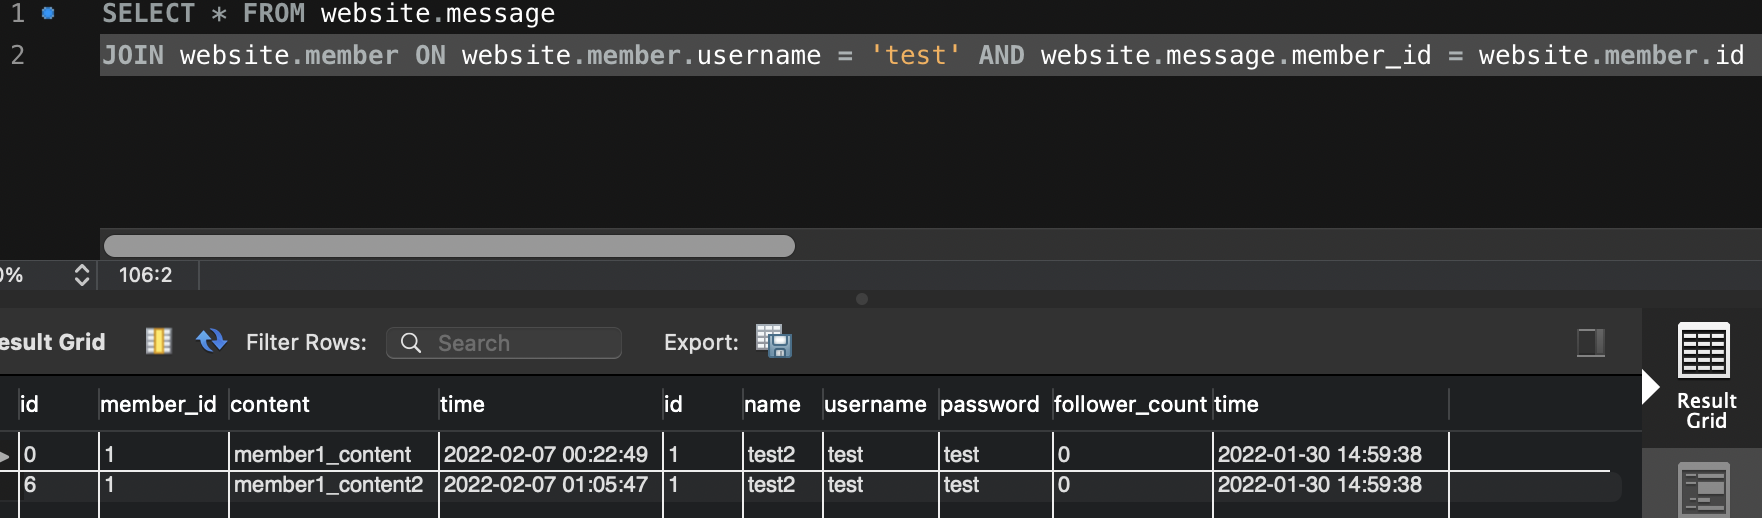 1 SELECT * FROM website.message
2 JOIN website.member ON website.member.username = 'test' AND website.message.member_id = website.member.id
0% 106:2
esult Grid Filter Rows: Search Export:
Result
Grid
id member_id content time id name username password follower_count time
0 1 member1_content 2022-02-07 00:22:49 1 test2 test test 0 2022-01-30 14:59:38
6 1 member1_content2 2022-02-07 01:05:47 1 test2 test test 0 2022-01-30 14:59:38